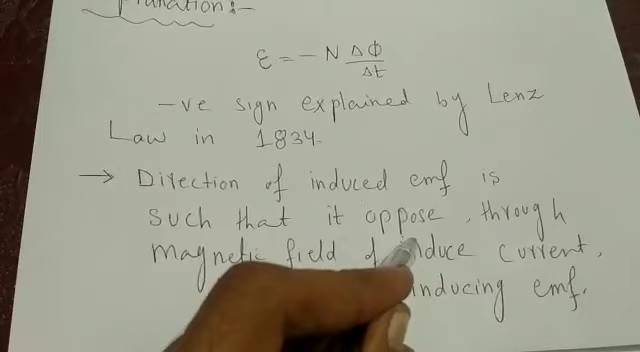 ε = -N ΔΦ/Δt
-ve sign explained by Lenz
Law in 1834.
→ Direction of induced emf is
such that it oppose, through
magnetic field of induce current,
inducing emf.